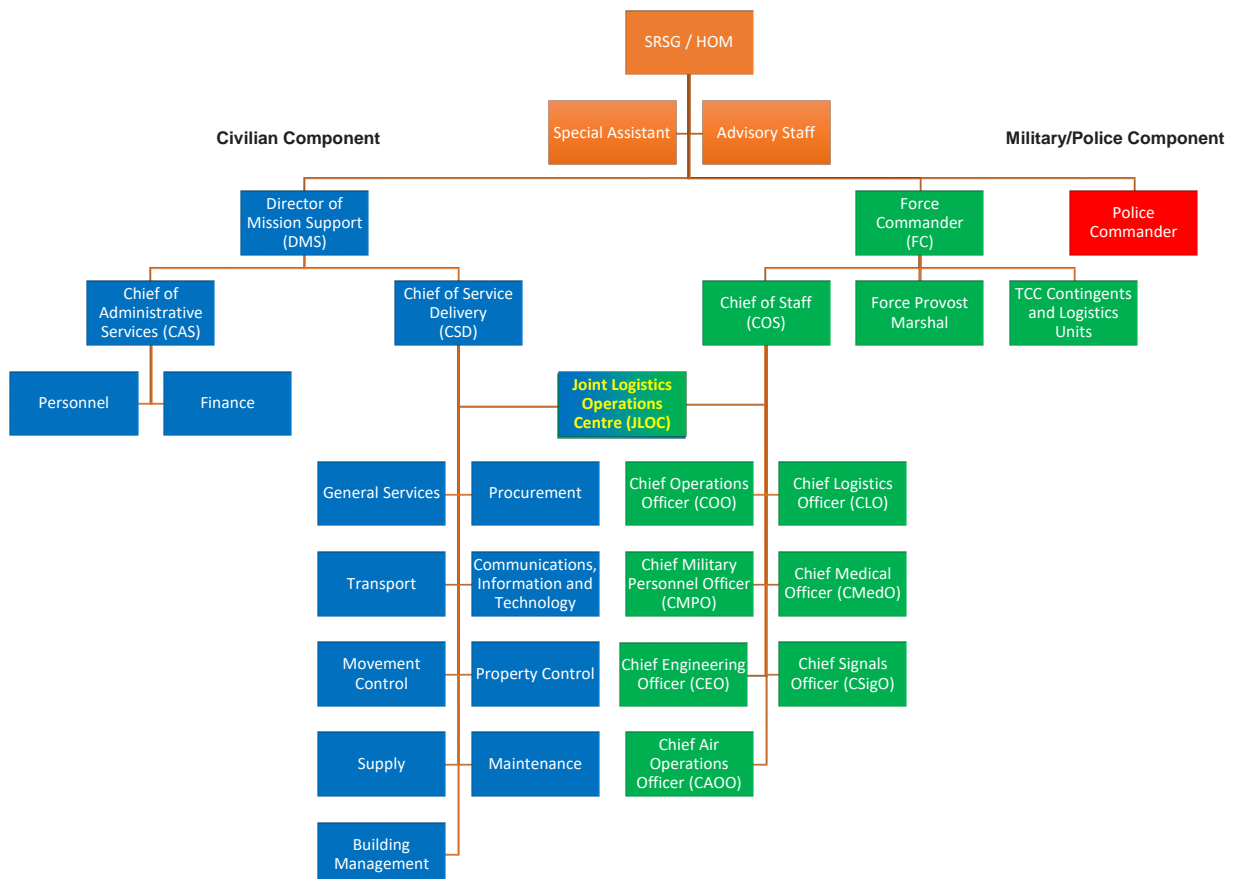 SRSG / HOM
Special Assistant
Advisory Staff
Civilian Component
Military/Police Component
Director of
Mission Support
(DMS)
Force
Commander
(FC)
Police
Commander
Chief of
Administrative
Services (CAS)
Chief of Service
Delivery
(CSD)
Chief of Staff
(COS)
Force Provost
Marshal
TCC Contingents
and Logistics
Units
Personnel
Finance
Joint Logistics
Operations
Centre (JLOC)
General Services
Procurement
Chief Operations
Officer (COO)
Chief Logistics
Officer (CLO)
Transport
Communications,
Information and
Technology
Chief Military
Personnel Officer
(CMPO)
Chief Medical
Officer (CMedO)
Movement
Control
Property Control
Chief Engineering
Officer (CEO)
Chief Signals
Officer (CSigO)
Supply
Maintenance
Chief Air
Operations
Officer (CAOO)
Building
Management